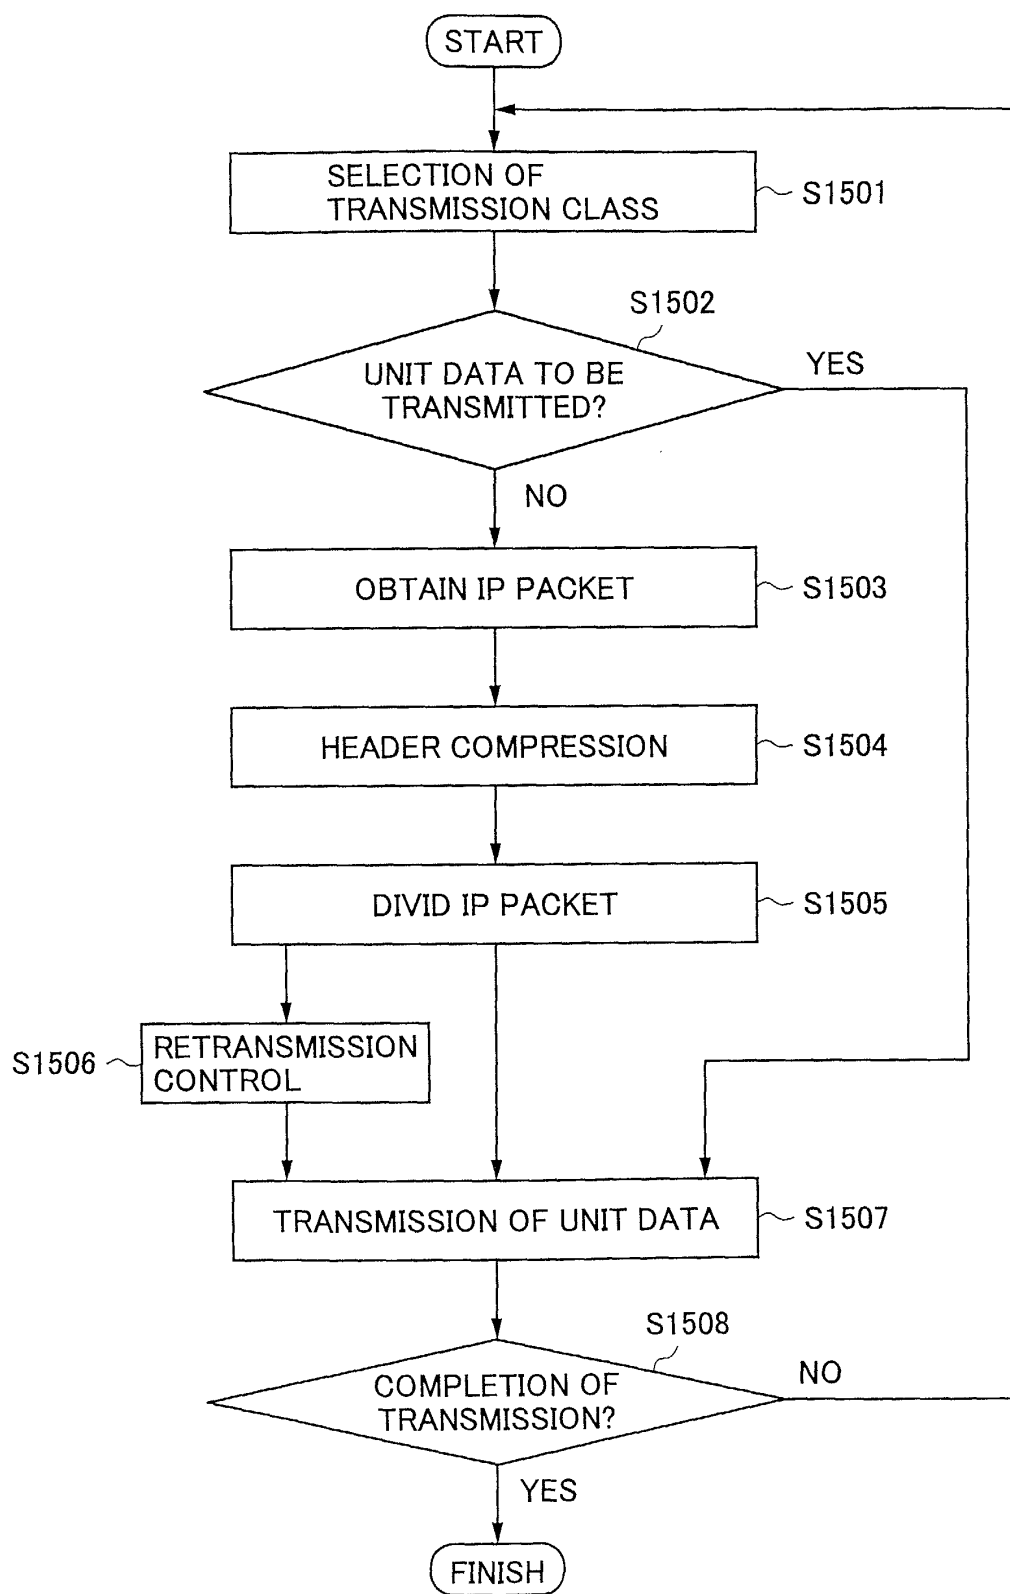 START
SELECTION OF
TRANSMISSION CLASS
S1501
S1502
UNIT DATA TO BE
TRANSMITTED?
YES
NO
OBTAIN IP PACKET
S1503
HEADER COMPRESSION
S1504
DIVID IP PACKET
S1505
S1506
RETRANSMISSION
CONTROL
TRANSMISSION OF UNIT DATA
S1507
S1508
COMPLETION OF
TRANSMISSION?
NO
YES
FINISH